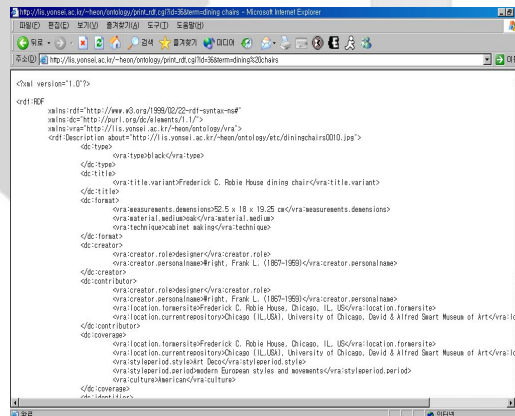 http://lis.yonsei.ac.kr/~heon/ontology/print_rdf.cgi?id=36&term=dining chairs - Microsoft Internet Explorer
파일(F) 편집(E) 보기(V) 즐겨찾기(A) 도구(T) 도움말(H)
뒤로 검색 즐겨찾기 미디어
주소(D) http://lis.yonsei.ac.kr/~heon/ontology/print_rdf.cgi?id=36&term=dining%20chairs
<?xml version="1.0"?>
<rdf:RDF
xmlns:rdf="http://www.w3.org/1999/02/22-rdf-syntax-ns#"
xmlns:dc="http://purl.org/dc/elements/1.1/">
xmlns:vra="http://lis.yonsei.ac.kr/~heon/ontology/vra">
<rdf:Description about="http://lis.yonsei.ac.kr/~heon/ontology/etc/diningchairs0010.jpg">
<dc:type>
<vra:type>black</vra:type>
</dc:type>
<dc:title>
<vra:title.variant>Frederick C. Robie House dining chair</vra:title.variant>
</dc:title>
<dc:format>
<vra:measurements.demensions>52.5 x 18 x 19.25 cm</vra:measurements.demensions>
<vra:material.medium>oak</vra:material.medium>
<vra:technique>cabinet making</vra:technique>
</dc:format>
<dc:creator>
<vra:creator.role>designer</vra:creator.role>
<vra:creator.personalname>Wright, Frank L. (1867-1959)</vra:creator.personalname>
</dc:creator>
<dc:contributor>
<vra:creator.role>designer</vra:creator.role>
<vra:creator.personalname>Wright, Frank L. (1867-1959)</vra:creator.personalname>
<vra:location.formersite>Frederick C. Robie House, Chicago, IL, US</vra:location.formersite>
<vra:location.currentrepository>Chicago (IL,USA), University of Chicago, David & Alfred Smart Museum of Art</vra:lo
</dc:contributor>
<dc:coverage>
<vra:location.formersite>Frederick C. Robie House, Chicago, IL, US</vra:location.formersite>
<vra:location.currentrepository>Chicago (IL,USA), University of Chicago, David & Alfred Smart Museum of Art</vra:lo
<vra:styleperiod.style>Art Deco</vra:styleperiod.style>
<vra:styleperiod.period>modern European styles and movements</vra:styleperiod.period>
<vra:culture>American</vra:culture>
</dc:coverage>
<dc:identifier>
완료 인터넷